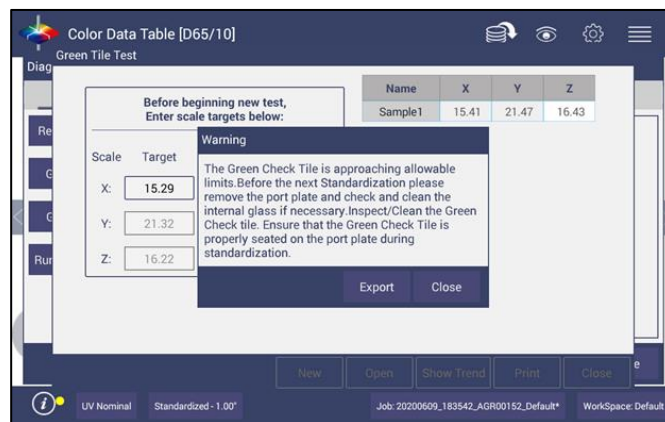 Color Data Table [D65/10]
Green Tile Test
Diag
Before beginning new test,
Enter scale targets below:
Name X Y Z
Sample1 15.41 21.47 16.43
Re
Scale Target
G
X: 15.29
G
Y: 21.32
Run
Z: 16.22
Warning
The Green Check Tile is approaching allowable
limits.Before the next Standardization please
remove the port plate and check and clean the
internal glass if necessary.Inspect/Clean the Green
Check tile. Ensure that the Green Check Tile is
properly seated on the port plate during
standardization.
Export Close
New Open Show Trend Print Close
e
UV Nominal Standardized - 1.00" Job: 20200609_183542_AGR00152_Default* WorkSpace: Default